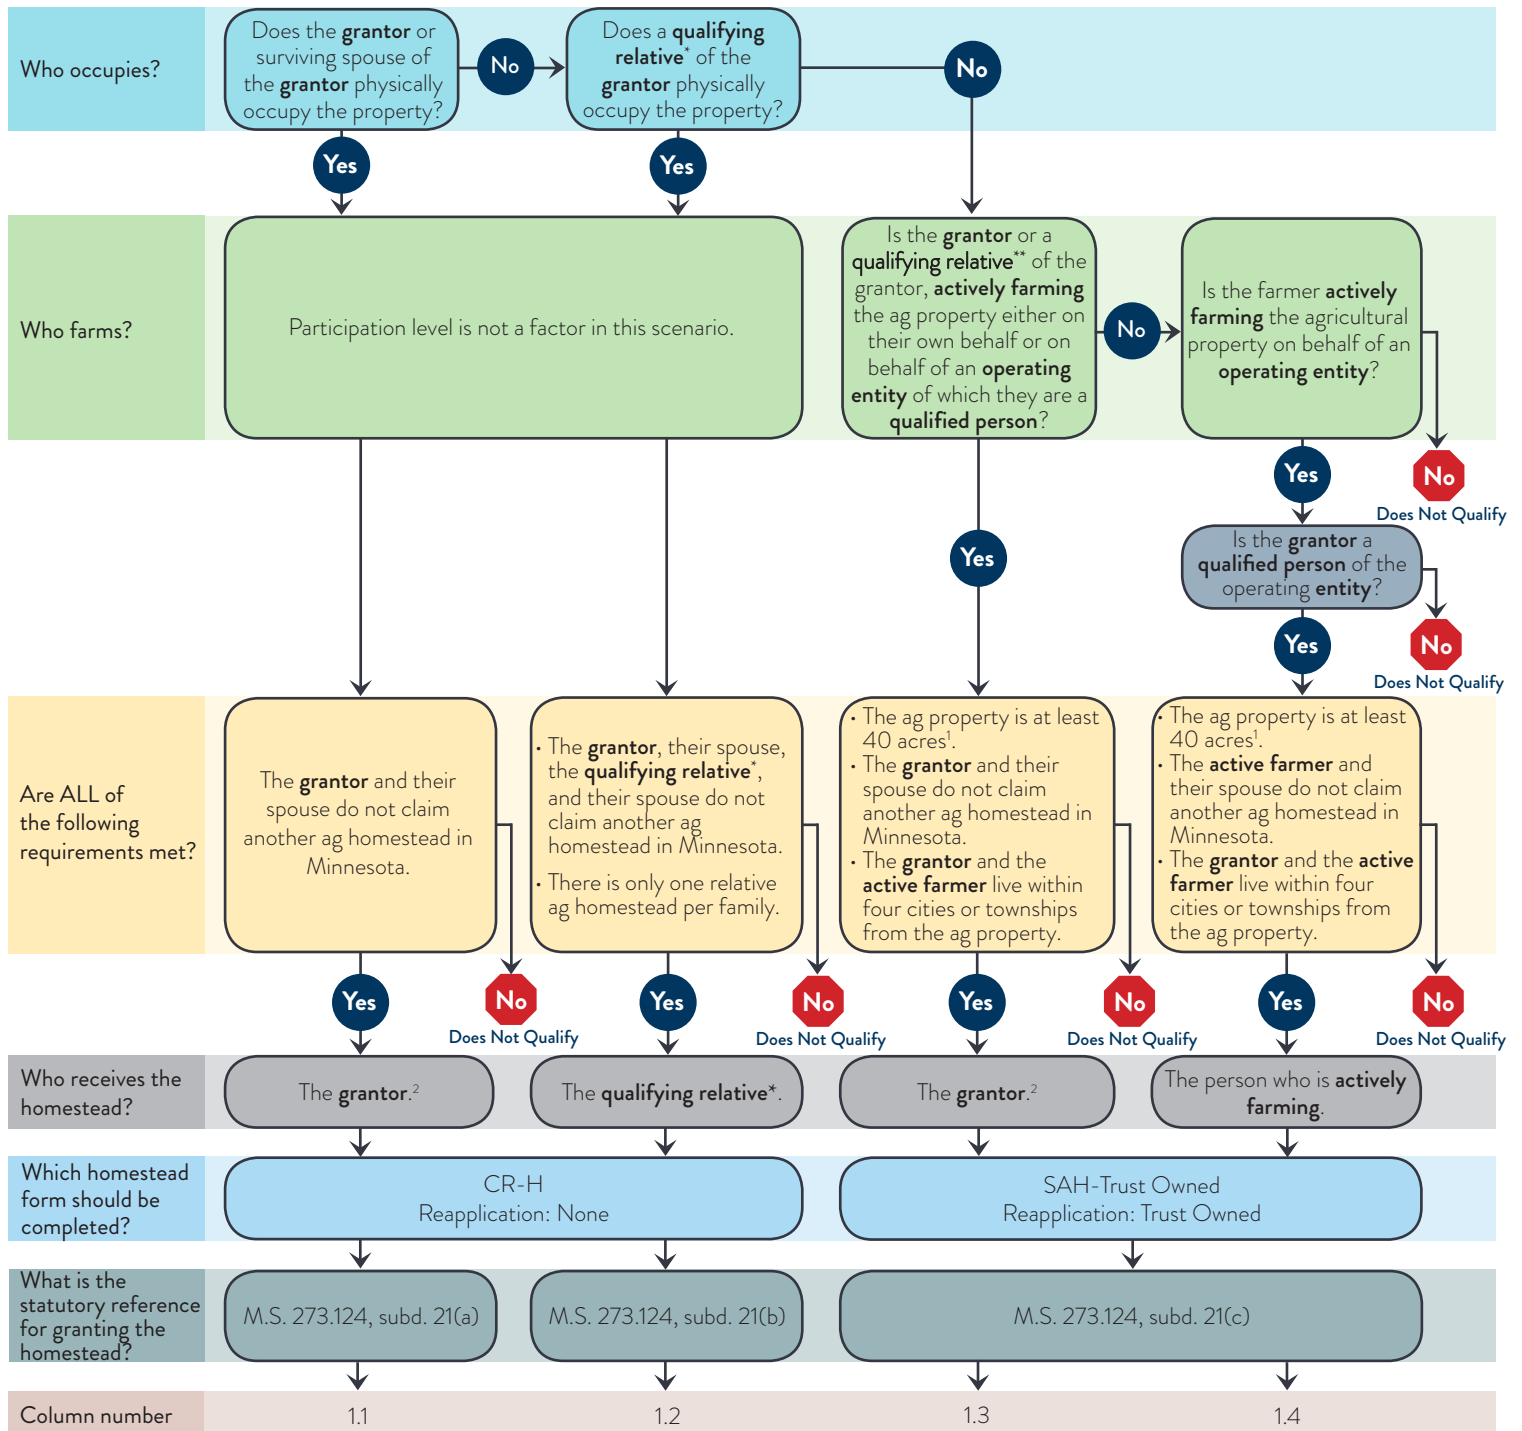 Who occupies?
Does the grantor or
surviving spouse of
the grantor physically
occupy the property?
No
Does a qualifying
relative* of the
grantor physically
occupy the property?
No
Yes
Yes
Who farms?
Participation level is not a factor in this scenario.
Is the grantor or a
qualifying relative** of the
grantor, actively farming
the ag property either on
their own behalf or on
behalf of an operating
entity of which they are a
qualified person?
No
Is the farmer actively
farming the agricultural
property on behalf of an
operating entity?
Yes
No
Does Not Qualify
Yes
Is the grantor a
qualified person of the
operating entity?
Yes
No
Does Not Qualify
Are ALL of
the following
requirements met?
The grantor and their
spouse do not claim
another ag homestead in
Minnesota.
• The grantor, their spouse,
the qualifying relative*,
and their spouse do not
claim another ag
homestead in Minnesota.
• There is only one relative
ag homestead per family.
• The ag property is at least
40 acres¹.
• The grantor and their
spouse do not claim
another ag homestead in
Minnesota.
• The grantor and the
active farmer live within
four cities or townships
from the ag property.
• The ag property is at least
40 acres¹.
• The active farmer and
their spouse do not claim
another ag homestead in
Minnesota.
• The grantor and the active
farmer live within four
cities or townships from
the ag property.
Yes
No
Does Not Qualify
Yes
No
Does Not Qualify
Yes
No
Does Not Qualify
Yes
No
Does Not Qualify
Who receives the
homestead?
The grantor.²
The qualifying relative*.
The grantor.²
The person who is actively
farming.
Which homestead
form should be
completed?
CR-H
Reapplication: None
SAH-Trust Owned
Reapplication: Trust Owned
What is the
statutory reference
for granting the
homestead?
M.S. 273.124, subd. 21(a)
M.S. 273.124, subd. 21(b)
M.S. 273.124, subd. 21(c)
Column number
1.1
1.2
1.3
1.4